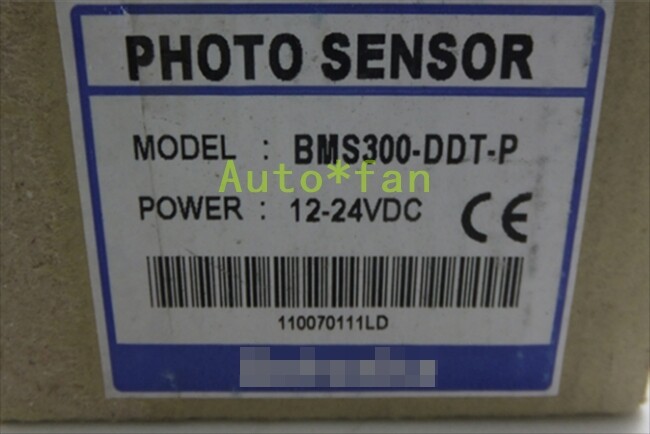 PHOTO SENSOR
MODEL : BMS300-DDT-P
Auto*fan
POWER : 12-24VDC CE
110070111LD